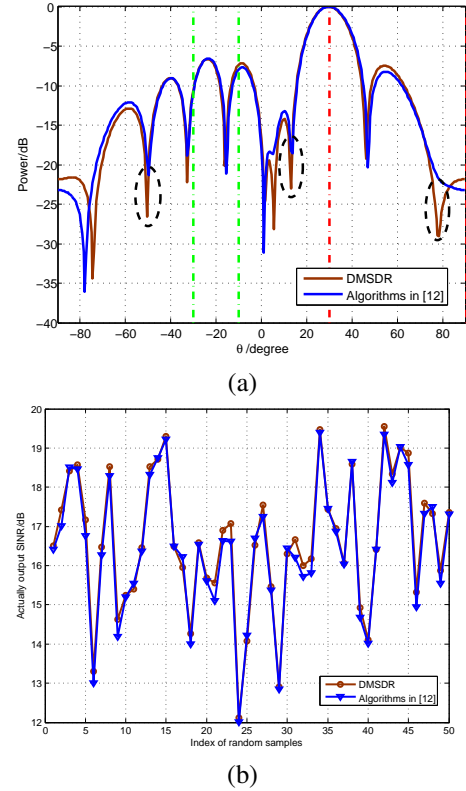 0
−5
−10
−15
−20
−25
−30
−35
−40
Power/dB
−80 −60 −40 −20 0 20 40 60 80
θ /degree
DMSDR
Algorithms in [12]
(a)
20
19
18
17
16
15
14
13
12
Actually output SINR/dB
0 5 10 15 20 25 30 35 40 45 50
Index of random samples
DMSDR
Algorithms in [12]
(b)